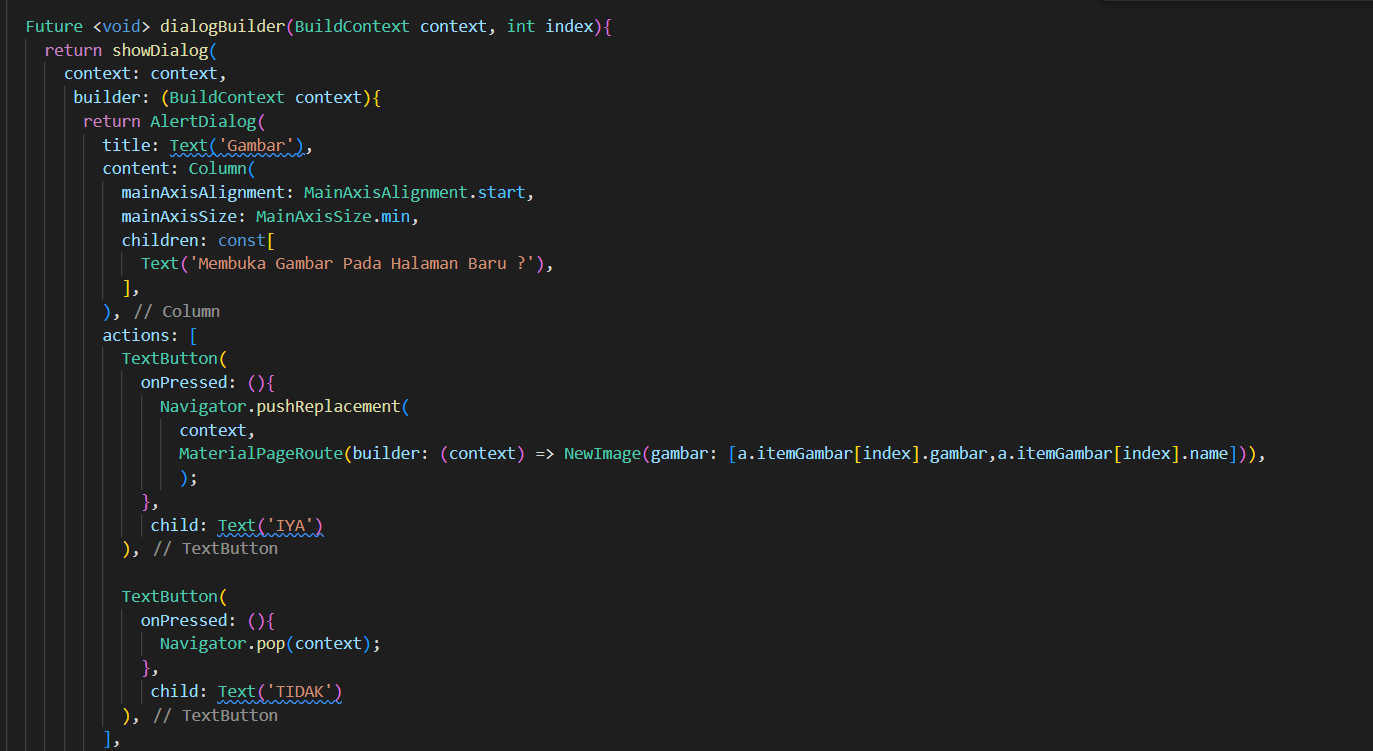 Future <void> dialogBuilder(BuildContext context, int index){
return showDialog(
context: context,
builder: (BuildContext context){
return AlertDialog(
title: Text('Gambar'),
content: Column(
mainAxisAlignment: MainAxisAlignment.start,
mainAxisSize: MainAxisSize.min,
children: const[
Text('Membuka Gambar Pada Halaman Baru ?'),
],
), // Column
actions: [
TextButton(
onPressed: (){
Navigator.pushReplacement(
context,
MaterialPageRoute(builder: (context) => NewImage(gambar: [a.itemGambar[index].gambar,a.itemGambar[index].name])),
);
},
child: Text('IYA')
), // TextButton
TextButton(
onPressed: (){
Navigator.pop(context);
},
child: Text('TIDAK')
), // TextButton
],